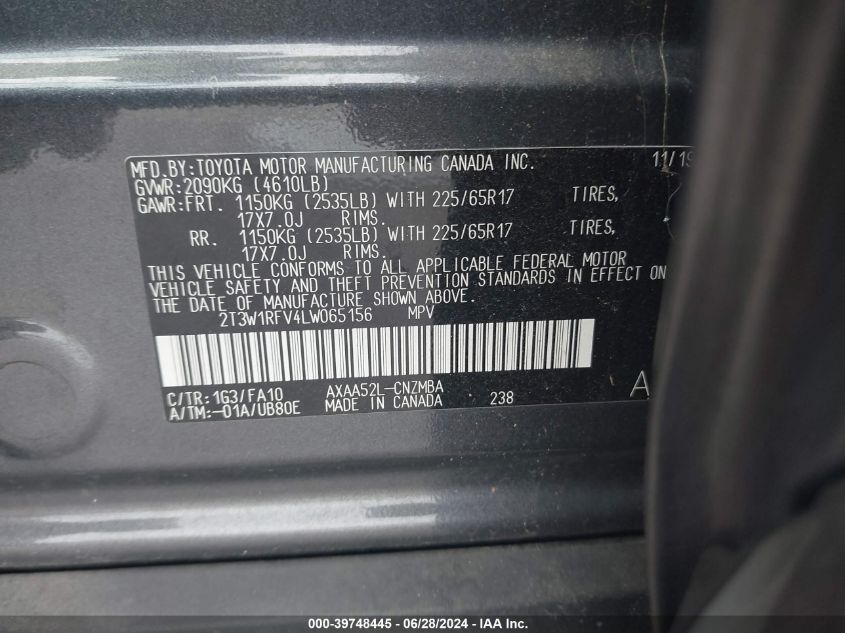 MFD.BY:TOYOTA MOTOR MANUFACTURING CANADA INC. 11/19
GVWR:2090KG (4610LB)
GAWR:FRT. 1150KG (2535LB) WITH 225/65R17 TIRES,
17X7.0J RIMS.
RR. 1150KG (2535LB) WITH 225/65R17 TIRES,
17X7.0J RIMS.
THIS VEHICLE CONFORMS TO ALL APPLICABLE FEDERAL MOTOR
VEHICLE SAFETY AND THEFT PREVENTION STANDARDS IN EFFECT ON
THE DATE OF MANUFACTURE SHOWN ABOVE.
2T3W1RFV4LW065156 MPV
C/TR:1G3/FA10 AXAA52L-CNZMBA
A/TM:-01A/UB80E MADE IN CANADA 238 A
000-39748445 - 06/28/2024 - IAA Inc.